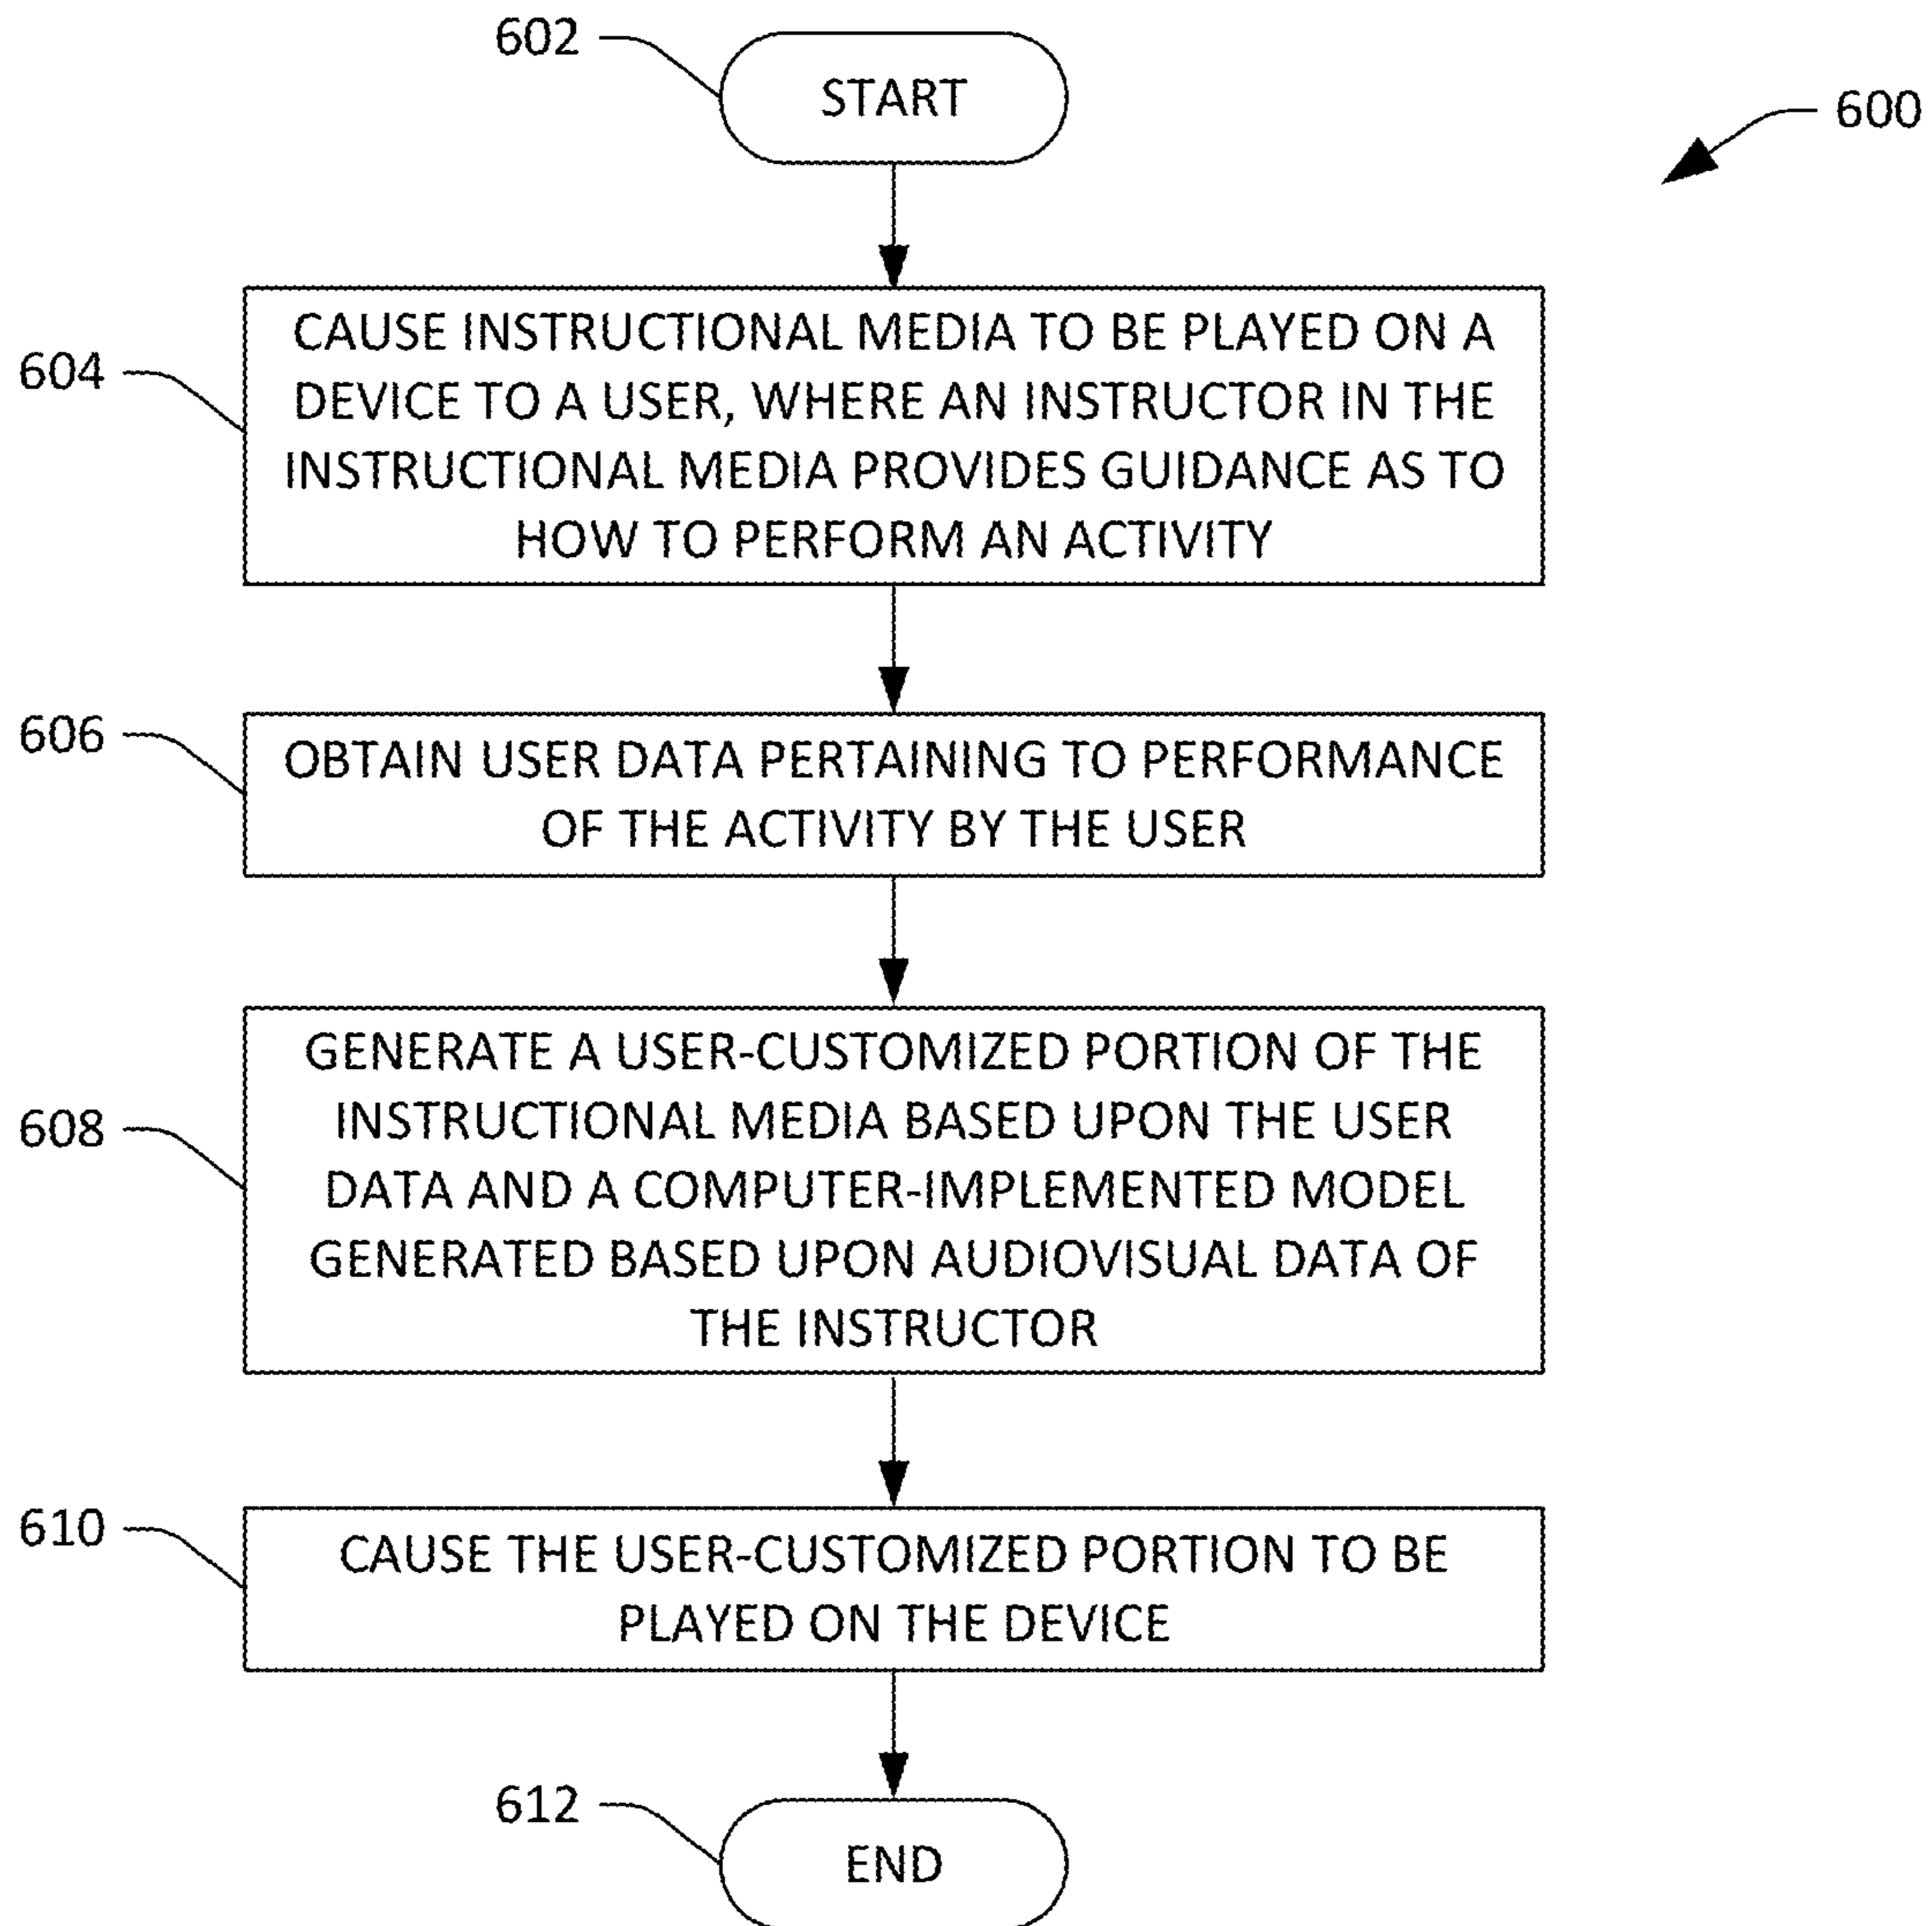 602
START
600
604
CAUSE INSTRUCTIONAL MEDIA TO BE PLAYED ON A
DEVICE TO A USER, WHERE AN INSTRUCTOR IN THE
INSTRUCTIONAL MEDIA PROVIDES GUIDANCE AS TO
HOW TO PERFORM AN ACTIVITY
606
OBTAIN USER DATA PERTAINING TO PERFORMANCE
OF THE ACTIVITY BY THE USER
608
GENERATE A USER-CUSTOMIZED PORTION OF THE
INSTRUCTIONAL MEDIA BASED UPON THE USER
DATA AND A COMPUTER-IMPLEMENTED MODEL
GENERATED BASED UPON AUDIOVISUAL DATA OF
THE INSTRUCTOR
610
CAUSE THE USER-CUSTOMIZED PORTION TO BE
PLAYED ON THE DEVICE
612
END